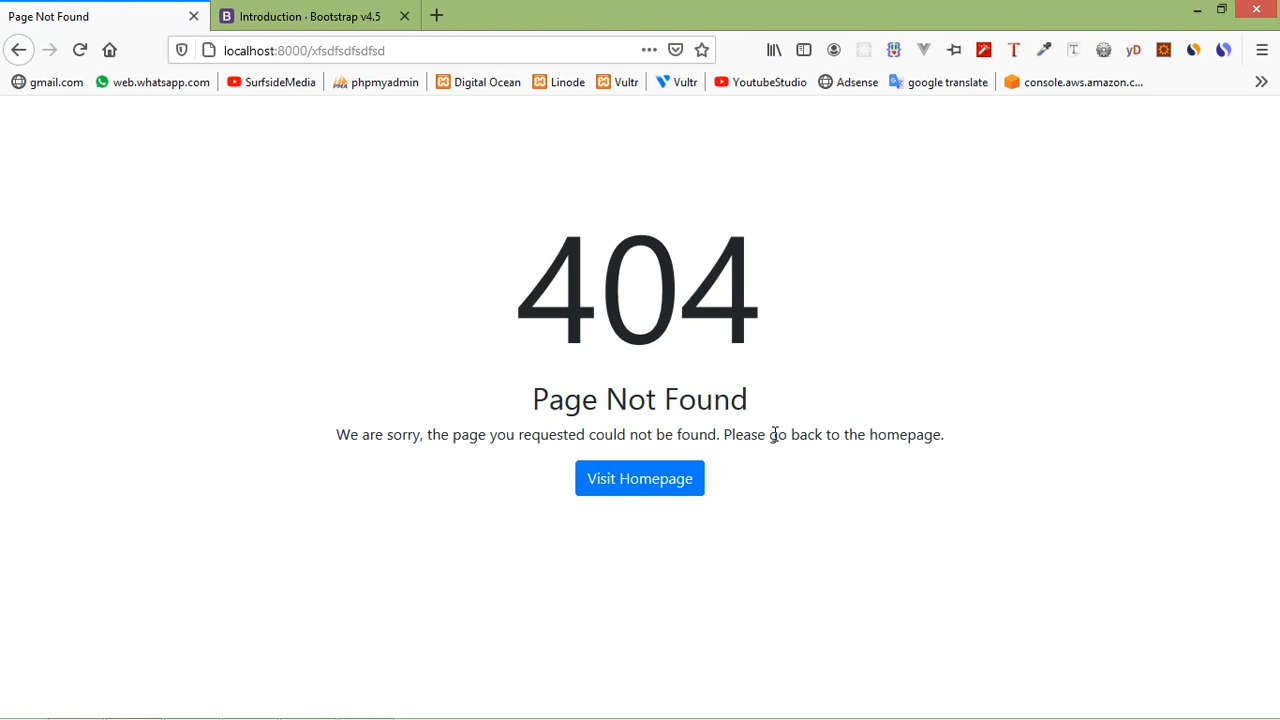 Page Not Found
Introduction · Bootstrap v4.5
localhost:8000/xfsdfsdfsdfsd
gmail.com
web.whatsapp.com
SurfsideMedia
phpmyadmin
Digital Ocean
Linode
Vultr
Vultr
YoutubeStudio
Adsense
google translate
console.aws.amazon.c...
404
Page Not Found
We are sorry, the page you requested could not be found. Please go back to the homepage.
Visit Homepage